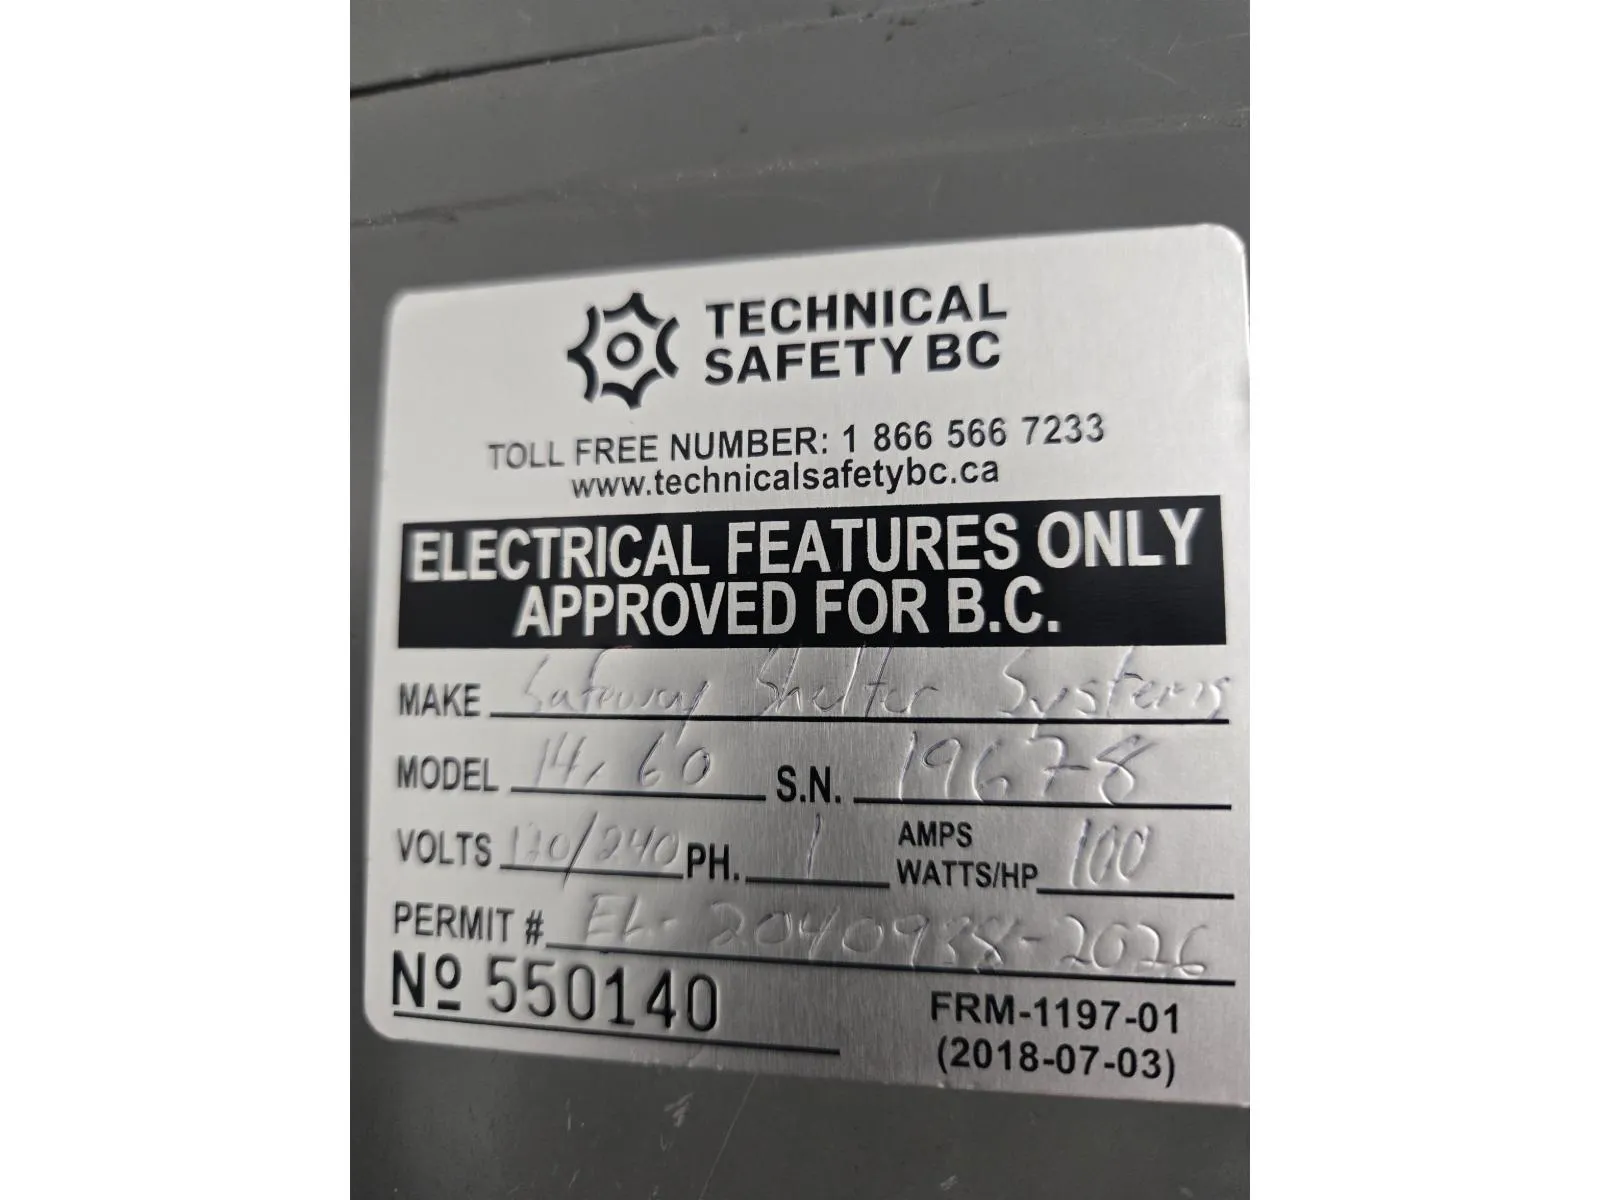 TECHNICAL
SAFETY BC
TOLL FREE NUMBER: 1 866 566 7233
www.technicalsafetybc.ca
ELECTRICAL FEATURES ONLY
APPROVED FOR B.C.
MAKE Safeway Shelter Systems
MODEL 14, 60 S.N. 19678
VOLTS 120/240 PH. 1 AMPS WATTS/HP 100
PERMIT # EL-2040938-2026
No 550140
FRM-1197-01
(2018-07-03)